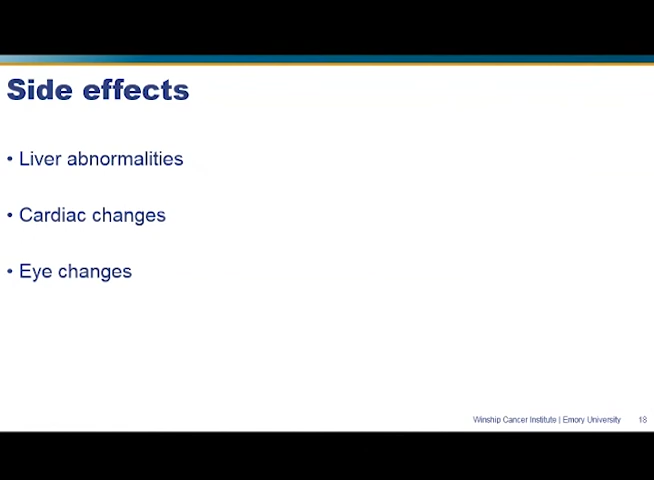 Side effects
• Liver abnormalities
• Cardiac changes
• Eye changes
Winship Cancer Institute | Emory University 18